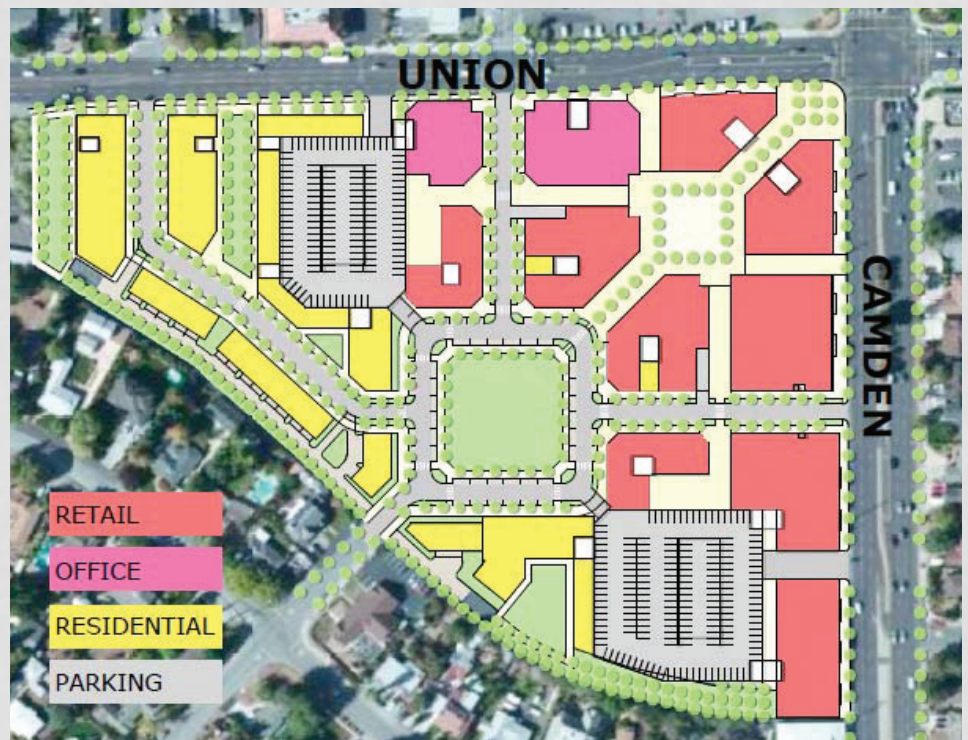 UNION
CAMDEN
RETAIL
OFFICE
RESIDENTIAL
PARKING